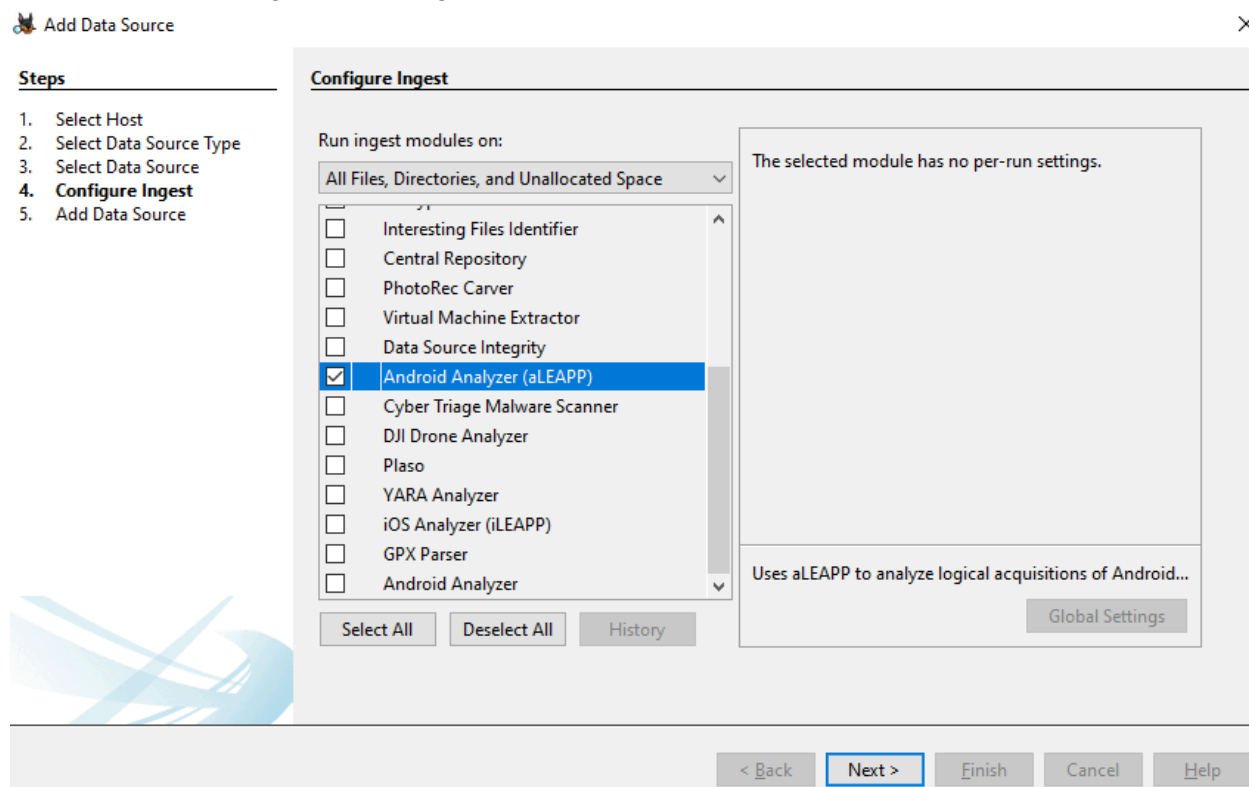 Add Data Source
Steps
1. Select Host
2. Select Data Source Type
3. Select Data Source
4. Configure Ingest
5. Add Data Source
Configure Ingest
Run ingest modules on:
All Files, Directories, and Unallocated Space
Interesting Files Identifier
Central Repository
PhotoRec Carver
Virtual Machine Extractor
Data Source Integrity
Android Analyzer (aLEAPP)
Cyber Triage Malware Scanner
DJI Drone Analyzer
Plaso
YARA Analyzer
iOS Analyzer (iLEAPP)
GPX Parser
Android Analyzer
Select All Deselect All History
The selected module has no per-run settings.
Uses aLEAPP to analyze logical acquisitions of Android...
Global Settings
< Back Next > Finish Cancel Help